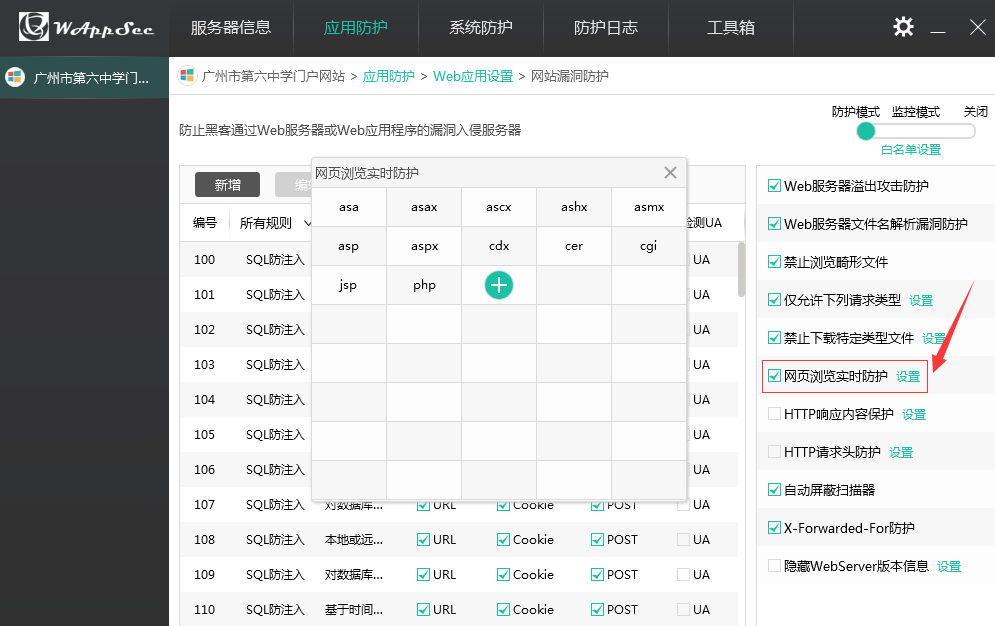 WAppSec 服务器信息 应用防护 系统防护 防护日志 工具箱
广州市第六中学门...
广州市第六中学门户网站 > 应用防护 > Web应用设置 > 网站漏洞防护
防护模式 监控模式 关闭
防止黑客通过Web服务器或Web应用程序的漏洞入侵服务器
白名单设置
新增
编号 所有规则 测UA
100 SQL防注入 UA
101 SQL防注入 UA
102 SQL防注入 UA
103 SQL防注入 UA
104 SQL防注入 UA
105 SQL防注入 UA
106 SQL防注入 UA
107 SQL防注入 对数据库... URL Cookie POST UA
108 SQL防注入 本地或远... URL Cookie POST UA
109 SQL防注入 对数据库... URL Cookie POST UA
110 SQL防注入 基于时间... URL Cookie POST UA
网页浏览实时防护
asa asax ascx ashx asmx
asp aspx cdx cer cgi
jsp php
Web服务器溢出攻击防护
Web服务器文件名解析漏洞防护
禁止浏览畸形文件
仅允许下列请求类型 设置
禁止下载特定类型文件 设置
网页浏览实时防护 设置
HTTP响应内容保护 设置
HTTP请求头防护 设置
自动屏蔽扫描器
X-Forwarded-For防护
隐藏WebServer版本信息 设置